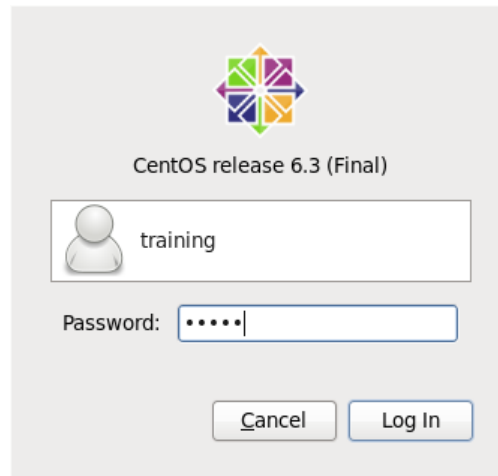 CentOS release 6.3 (Final)
training
Password: •••••
Cancel Log In